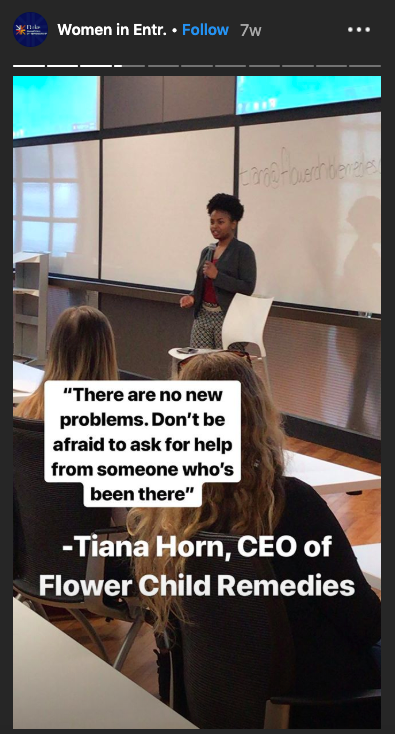 Duke
Women in Entr. • Follow 7w
“There are no new
problems. Don’t be
afraid to ask for help
from someone who’s
been there”
-Tiana Horn, CEO of
Flower Child Remedies